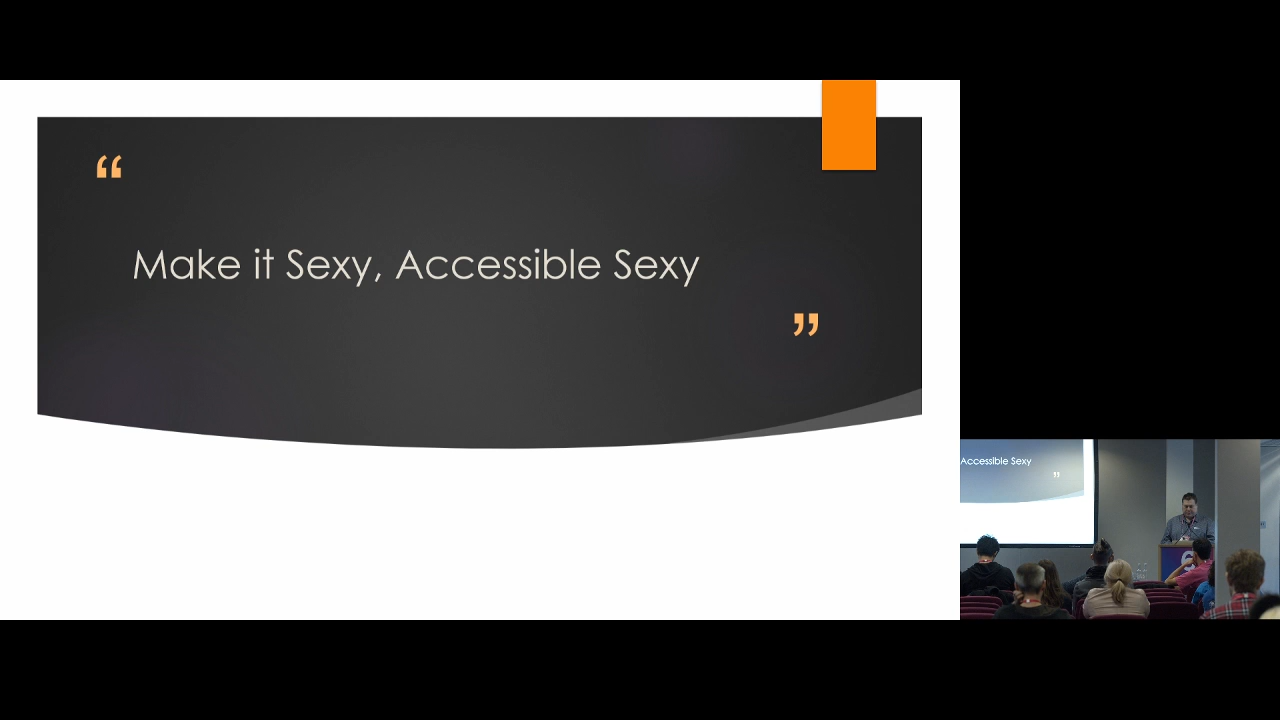 “
Make it Sexy, Accessible Sexy
”
Accessible Sexy
”